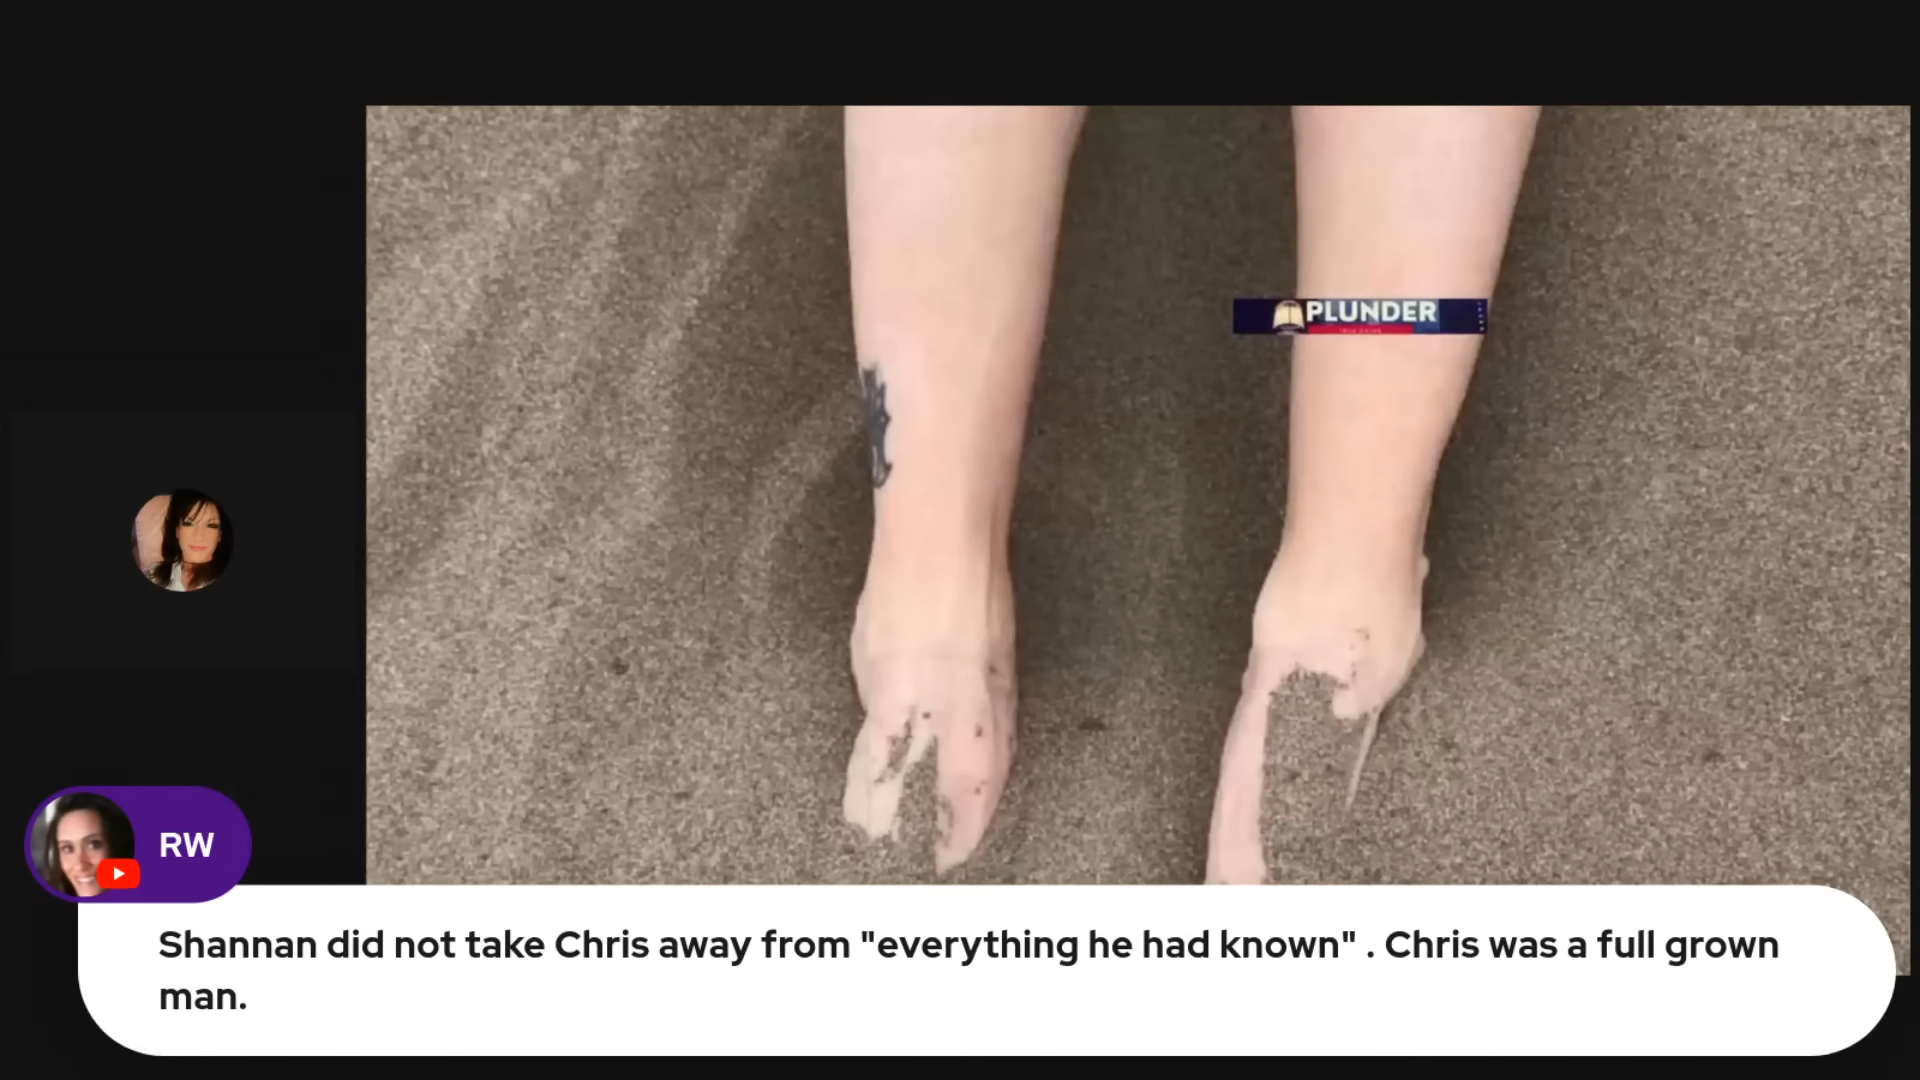 PLUNDER
RW
Shannan did not take Chris away from "everything he had known" . Chris was a full grown
man.